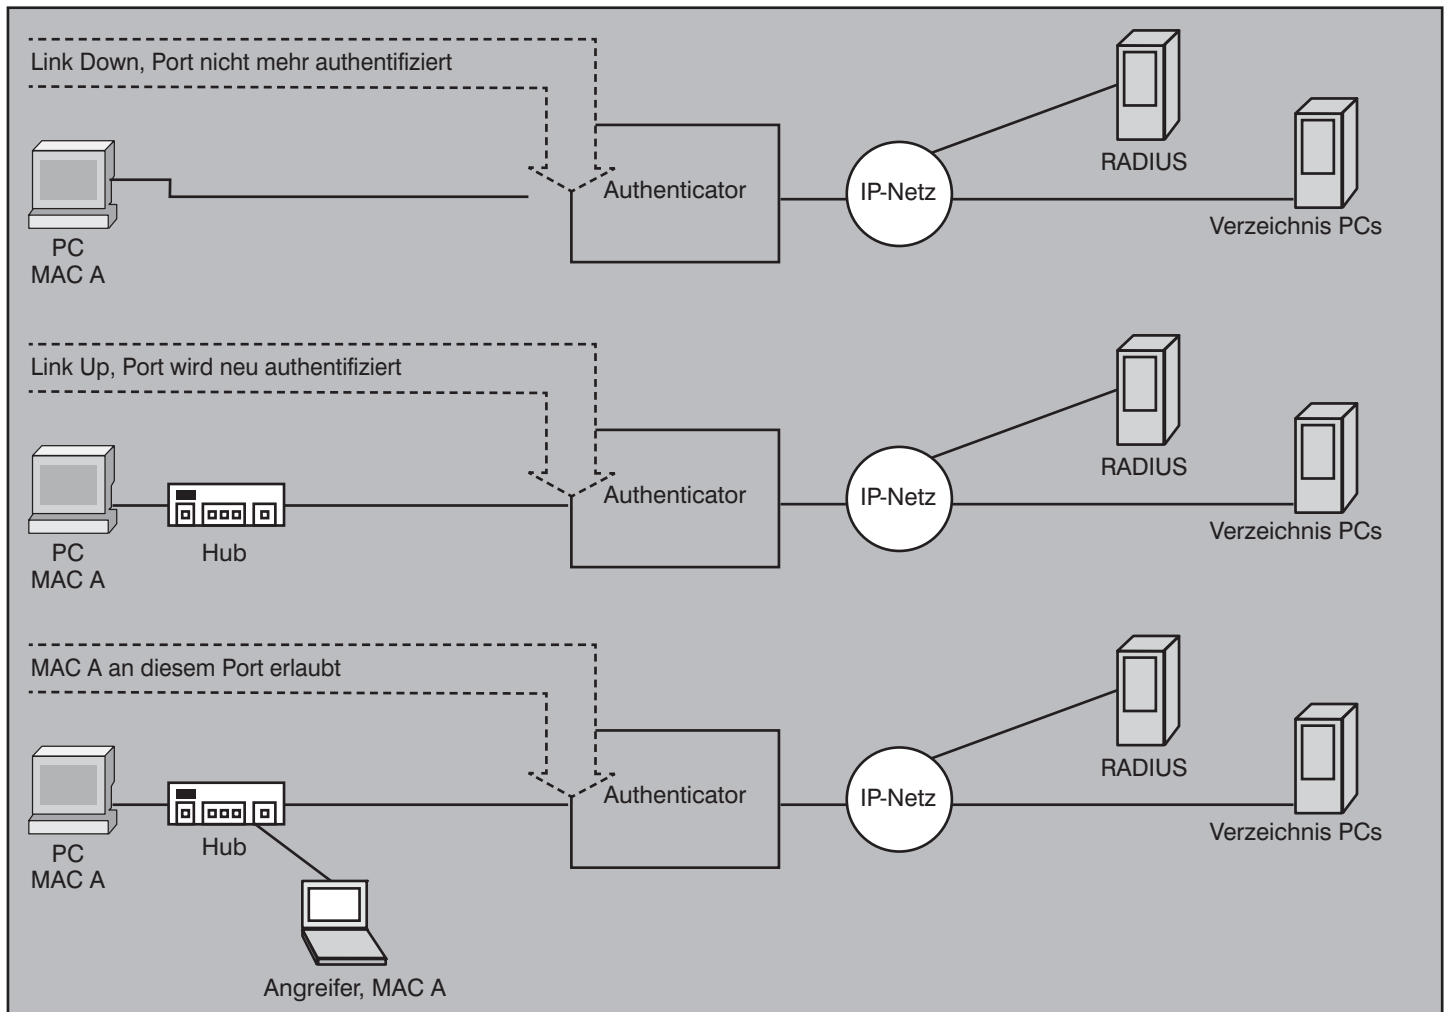 Link Down, Port nicht mehr authentifiziert
RADIUS
Authenticator
IP-Netz
Verzeichnis PCs
PC
MAC A
Link Up, Port wird neu authentifiziert
RADIUS
Authenticator
IP-Netz
Verzeichnis PCs
PC
MAC A
Hub
MAC A an diesem Port erlaubt
RADIUS
Authenticator
IP-Netz
Verzeichnis PCs
PC
MAC A
Hub
Angreifer, MAC A